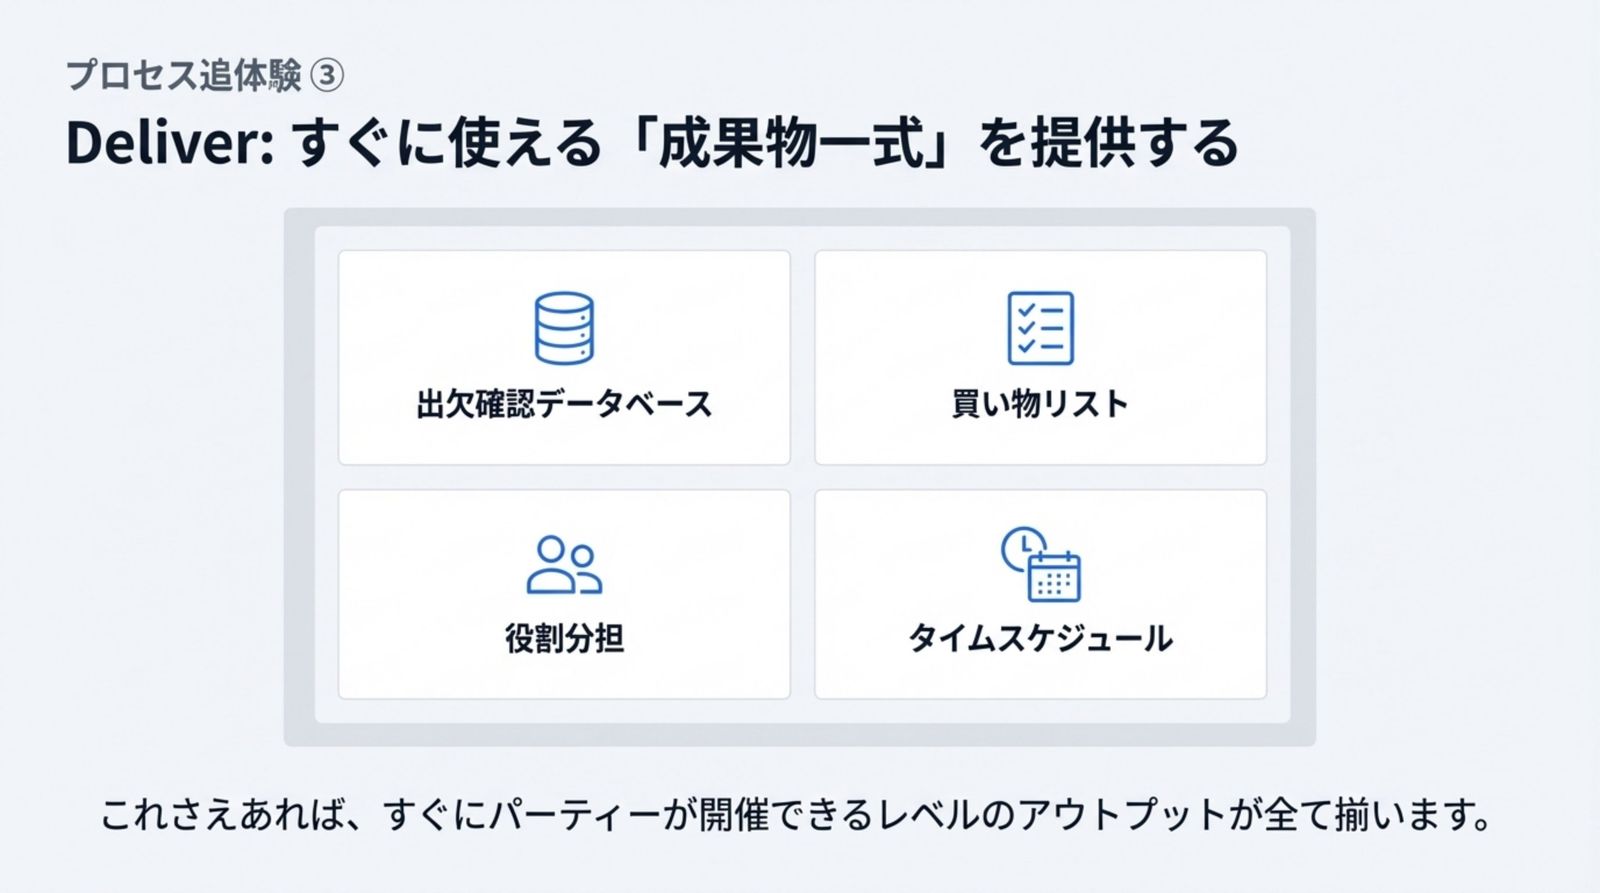 プロセス追体験 ③
Deliver: すぐに使える「成果物一式」を提供する
出欠確認データベース
買い物リスト
役割分担
タイムスケジュール
これさえあれば、すぐにパーティーが開催できるレベルのアウトプットが全て揃います。